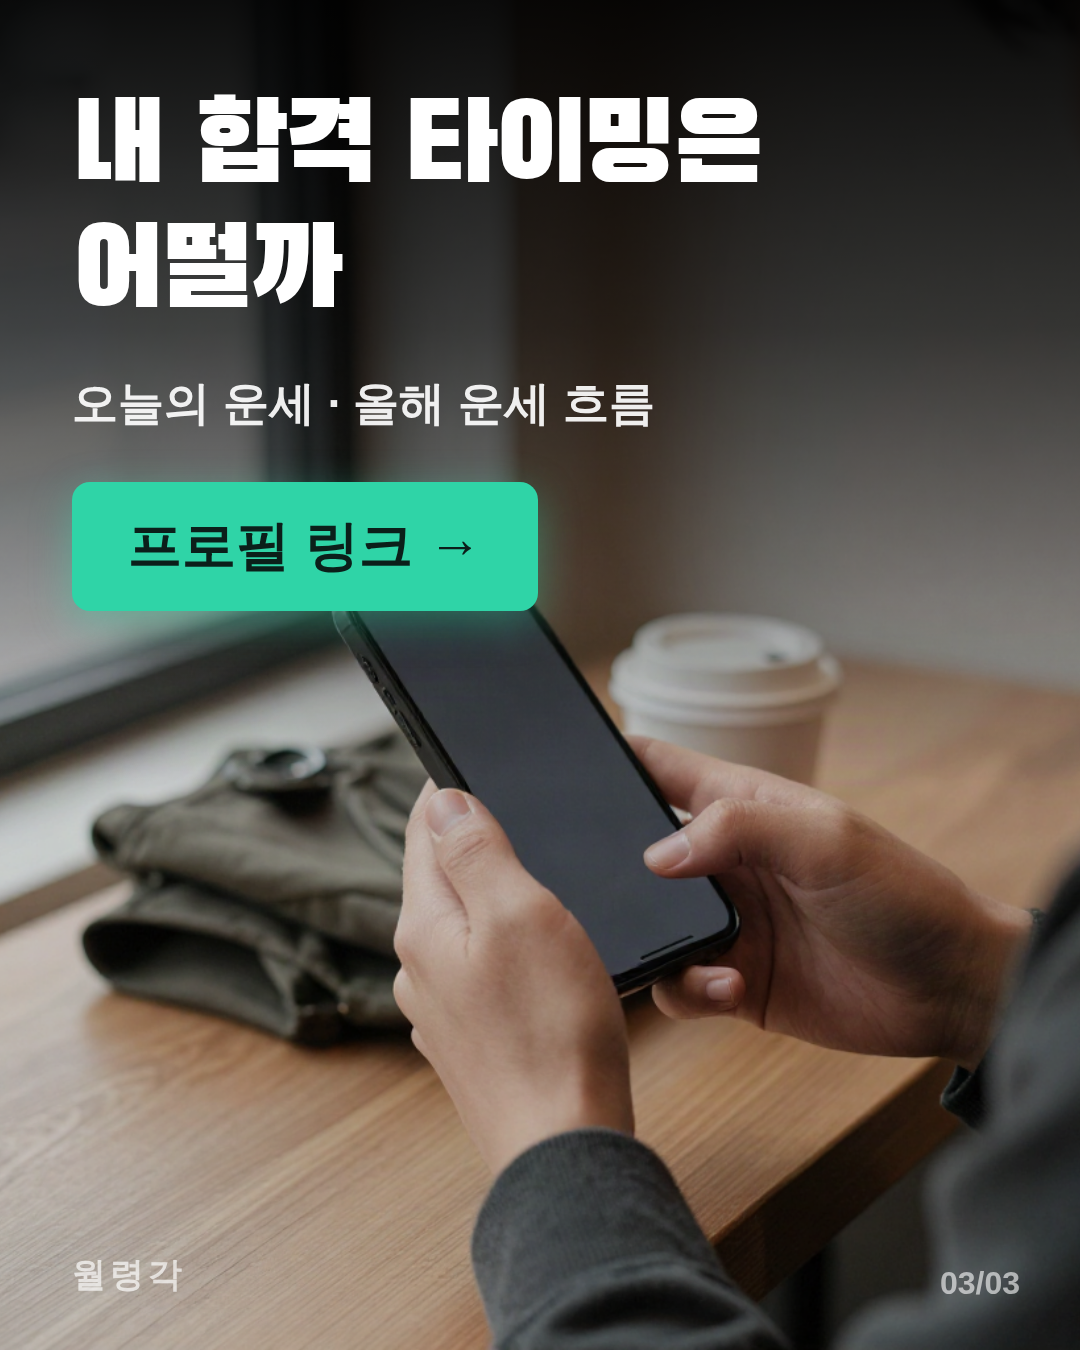 내 합격 타이밍은
어떨까
오늘의 운세 · 올해 운세 흐름
프로필 링크 →
월령각
03/03